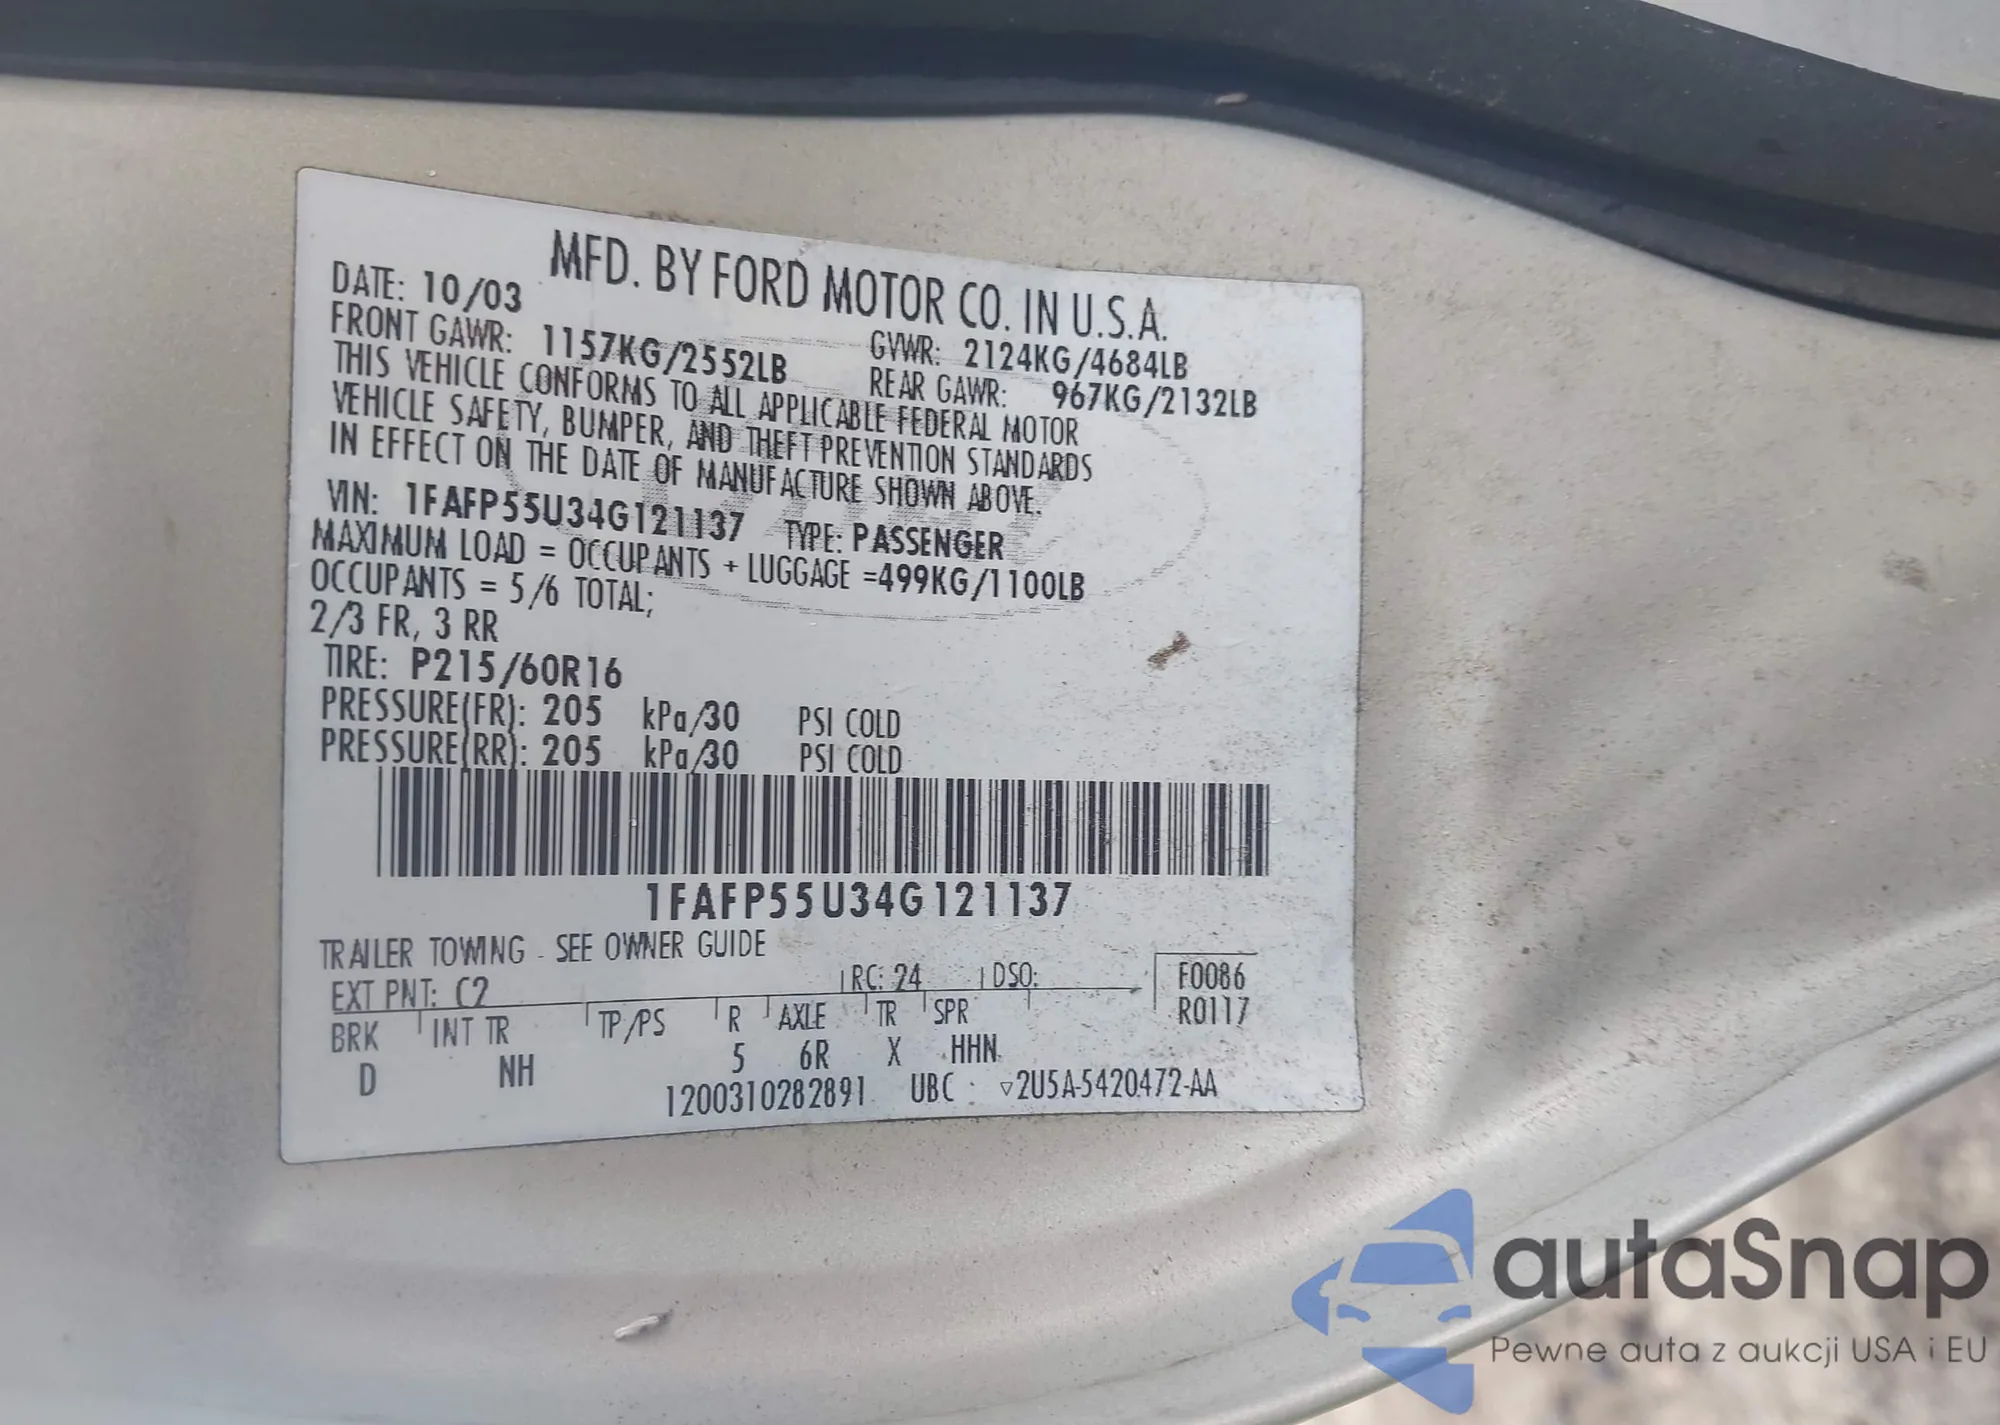 MFD. BY FORD MOTOR CO. IN U.S.A.
DATE: 10/03
GVWR: 2124KG/4684LB
FRONT GAWR: 1157KG/2552LB
REAR GAWR: 967KG/2132LB
THIS VEHICLE CONFORMS TO ALL APPLICABLE FEDERAL MOTOR
VEHICLE SAFETY, BUMPER, AND THEFT PREVENTION STANDARDS
IN EFFECT ON THE DATE OF MANUFACTURE SHOWN ABOVE.
VIN: 1FAFP55U34G121137 TYPE: PASSENGER
MAXIMUM LOAD = OCCUPANTS + LUGGAGE =499KG/1100LB
OCCUPANTS = 5/6 TOTAL;
2/3 FR, 3 RR
TIRE: P215/60R16
PRESSURE(FR): 205 kPa/30 PSI COLD
PRESSURE(RR): 205 kPa/30 PSI COLD
1FAFP55U34G121137
TRAILER TOWING - SEE OWNER GUIDE
EXT PNT: C2 RC: 24 DSO: F0086
R0117
BRK INT TR TP/PS R AXLE TR SPR
D NH 5 6R X HHN
1200310282891 UBC ▽2U5A-5420472-AA
autaSnap
Pewne auta z aukcji USA i EU